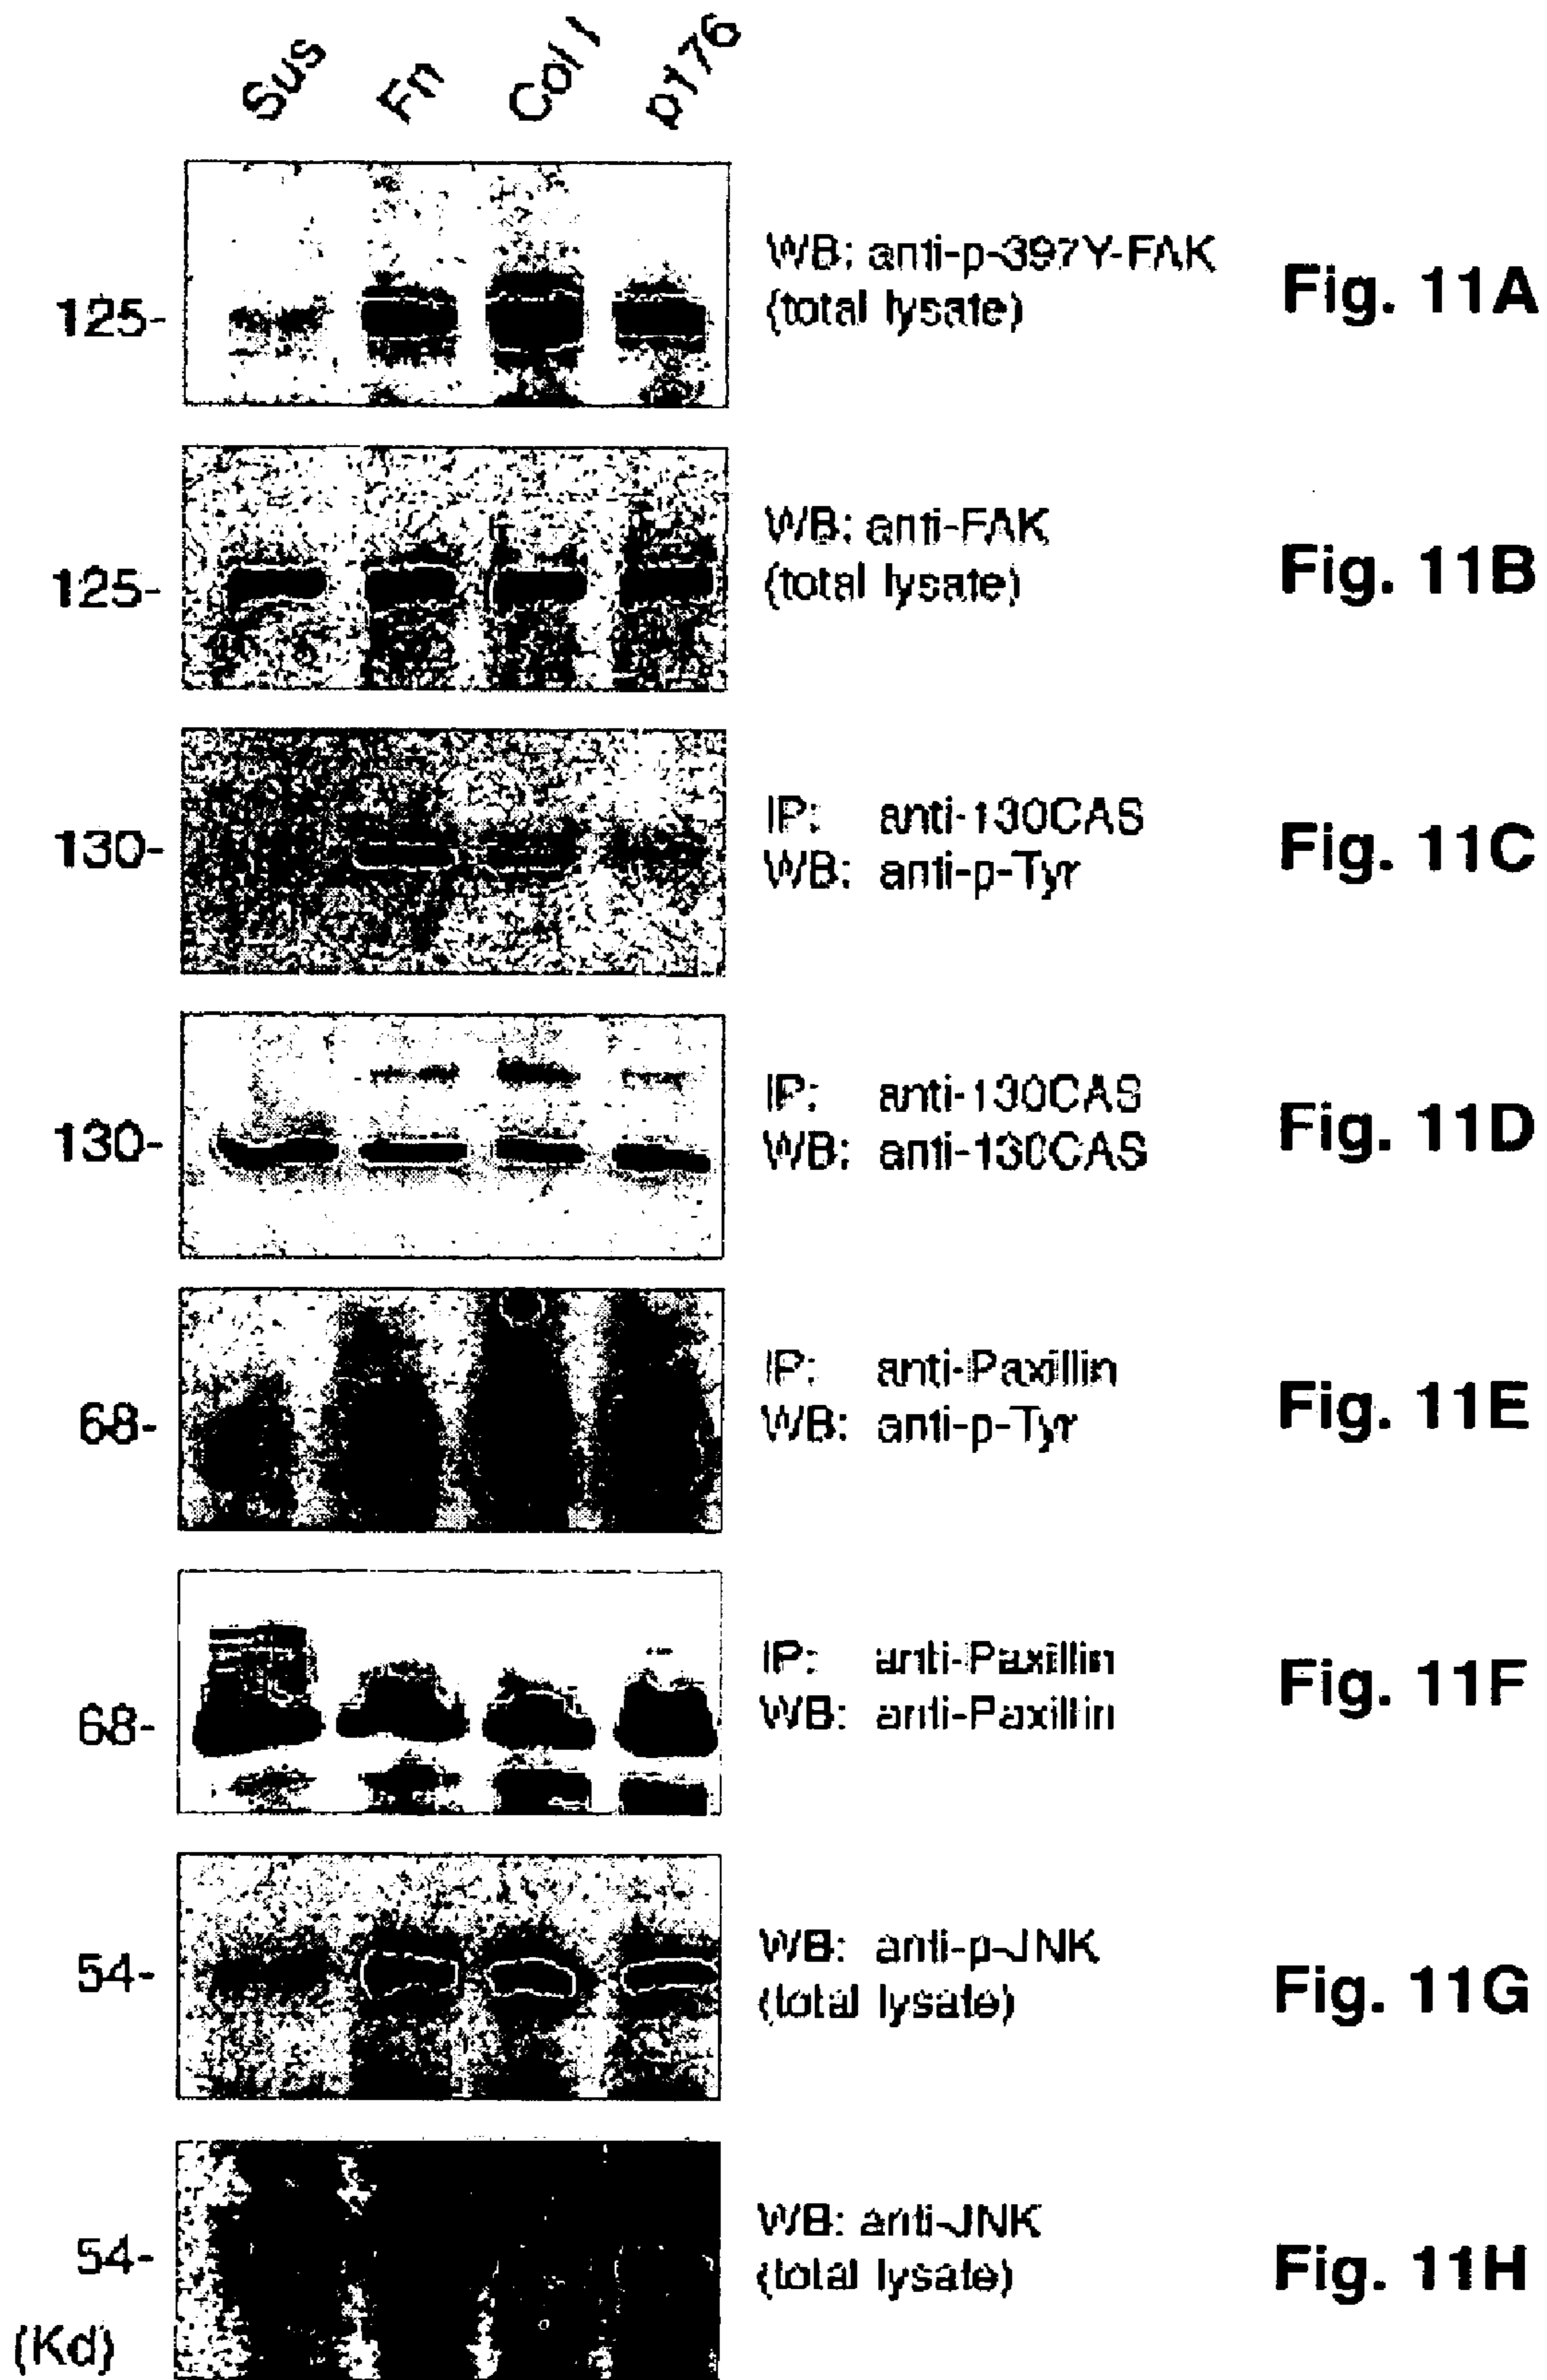 Sus Fn Col I p176
125-
WB: anti-p-397Y-FAK
(total lysate)
Fig. 11A
125-
WB: anti-FAK
(total lysate)
Fig. 11B
130-
IP: anti-130CAS
WB: anti-p-Tyr
Fig. 11C
130-
IP: anti-130CAS
WB: anti-130CAS
Fig. 11D
68-
IP: anti-Paxillin
WB: anti-p-Tyr
Fig. 11E
68-
IP: anti-Paxillin
WB: anti-Paxillin
Fig. 11F
54-
WB: anti-p-JNK
(total lysate)
Fig. 11G
54-
WB: anti-JNK
(total lysate)
Fig. 11H
(Kd)